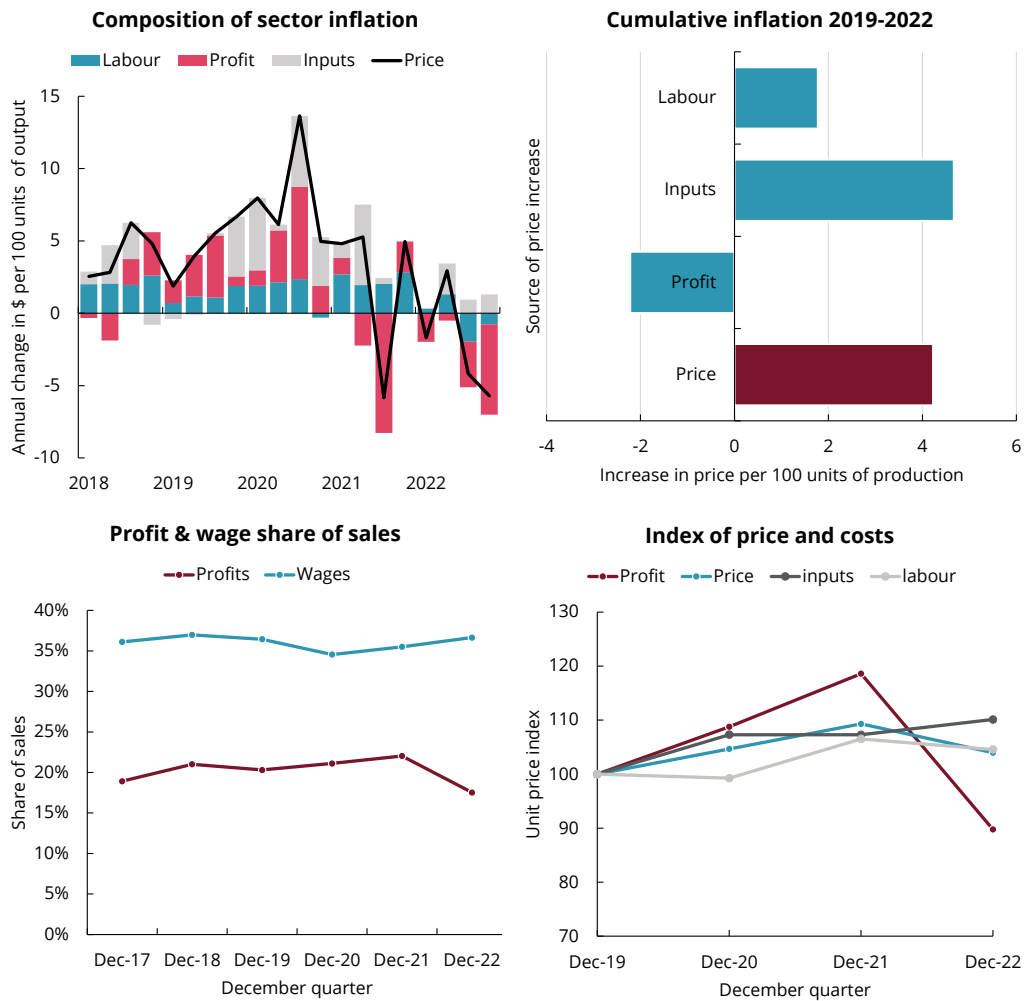 Composition of sector inflation
Labour Profit Inputs Price
Annual change in $ per 100 units of output
15
10
5
0
-5
-10
2018 2019 2020 2021 2022
Cumulative inflation 2019-2022
Source of price increase
Labour
Inputs
Profit
Price
-4 -2 0 2 4 6
Increase in price per 100 units of production
Profit & wage share of sales
Profits Wages
Share of sales
40%
35%
30%
25%
20%
15%
10%
5%
0%
Dec-17 Dec-18 Dec-19 Dec-20 Dec-21 Dec-22
December quarter
Index of price and costs
Profit Price inputs labour
Unit price index
130
120
110
100
90
80
70
Dec-19 Dec-20 Dec-21 Dec-22
December quarter